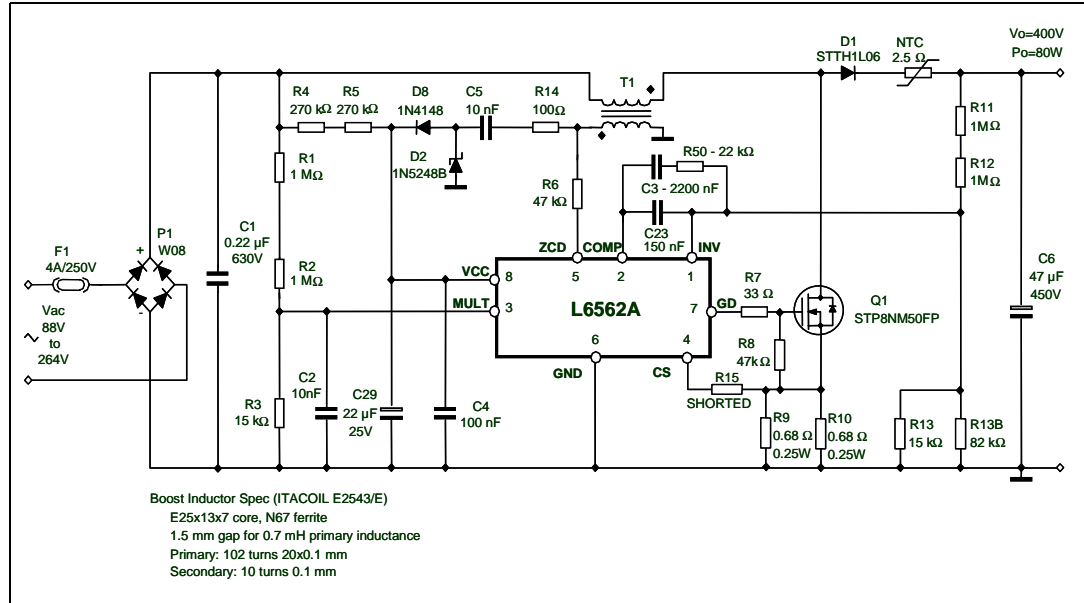 Vo=400V
Po=80W
D1
STTH1L06
NTC
2.5 Ω
T1
R4
270 kΩ
R5
270 kΩ
D8
1N4148
C5
10 nF
R14
100Ω
R11
1MΩ
D2
1N5248B
R50 - 22 kΩ
R1
1 MΩ
R12
1MΩ
R6
47 kΩ
C3 - 2200 nF
C23
150 nF
P1
W08
C1
0.22 µF
630V
F1
4A/250V
ZCD
COMP
INV
R2
1 MΩ
VCC
8
5
2
1
R7
33 Ω
C6
47 µF
450V
MULT
3
L6562A
7
GD
Q1
STP8NM50FP
+
-
Vac
88V
to
264V
6
4
GND
CS
R8
47kΩ
R15
SHORTED
C2
10nF
C29
22 µF
25V
C4
100 nF
R3
15 kΩ
R9
0.68 Ω
0.25W
R10
0.68 Ω
0.25W
R13
15 kΩ
R13B
82 kΩ
Boost Inductor Spec (ITACOIL E2543/E)
E25x13x7 core, N67 ferrite
1.5 mm gap for 0.7 mH primary inductance
Primary: 102 turns 20x0.1 mm
Secondary: 10 turns 0.1 mm